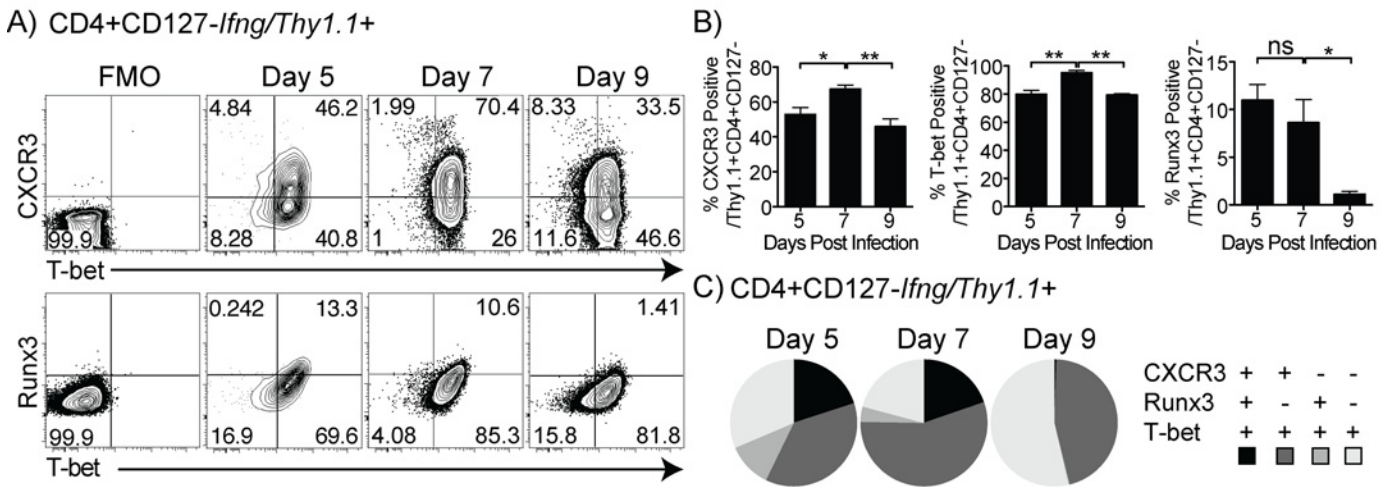 A) CD4+CD127-Ifng/Thy1.1+
FMO
Day 5
Day 7
Day 9
CXCR3
99.9
4.84
46.2
8.28
40.8
1.99
70.4
1
26
8.33
33.5
11.6
46.6
T-bet
Runx3
99.9
0.242
13.3
16.9
69.6
10.6
4.08
85.3
1.41
15.8
81.8
T-bet
B)
% CXCR3 Positive
/Thy1.1+CD4+CD127-
80
60
40
20
0
* **
5 7 9
Days Post Infection
% T-bet Positive
/Thy1.1+CD4+CD127-
100
80
60
40
20
0
** **
5 7 9
Days Post Infection
% Runx3 Positive
/Thy1.1+CD4+CD127-
15
10
5
0
ns *
5 7 9
Days Post Infection
C) CD4+CD127-Ifng/Thy1.1+
Day 5
Day 7
Day 9
CXCR3 + + - -
Runx3 + - + -
T-bet + + + +